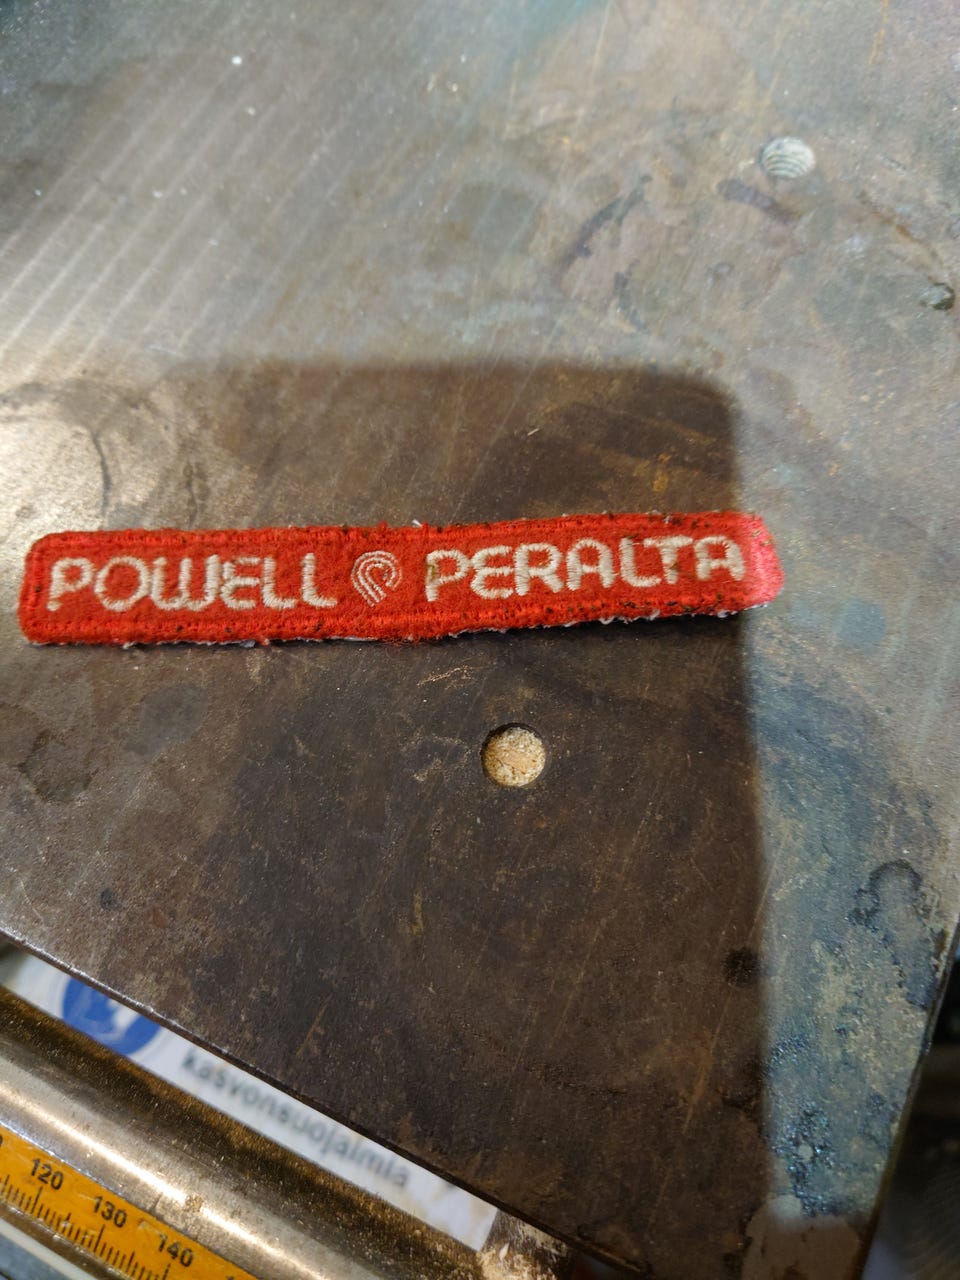 POWELL PERALTA
kasvonsuojaimia
120
130
140